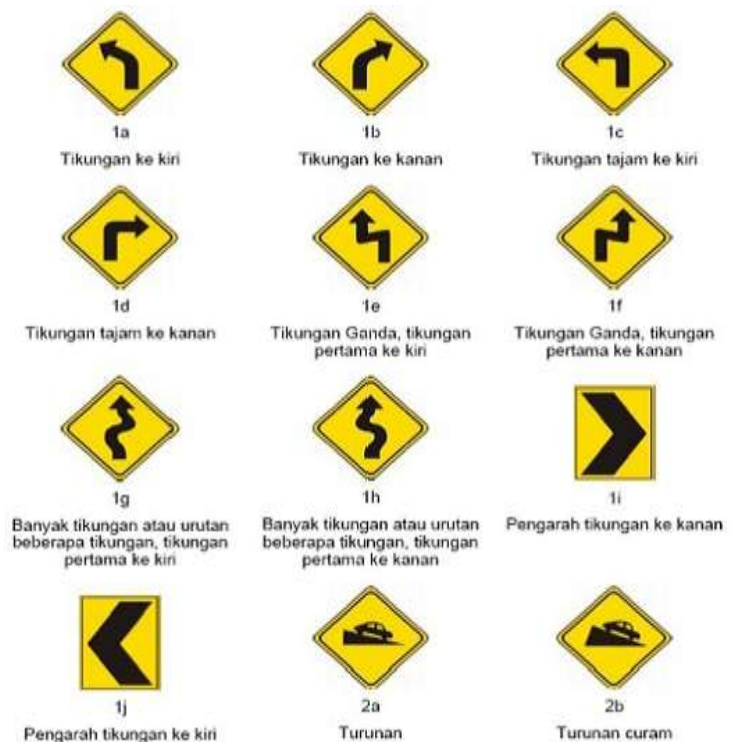 1a
Tikungan ke kiri
1b
Tikungan ke kanan
1c
Tikungan tajam ke kiri
1d
Tikungan tajam ke kanan
1e
Tikungan Ganda, tikungan
pertama ke kiri
1f
Tikungan Ganda, tikungan
pertama ke kanan
1g
Banyak tikungan atau urutan
beberapa tikungan, tikungan
pertama ke kiri
1h
Banyak tikungan atau urutan
beberapa tikungan, tikungan
pertama ke kanan
1i
Pengarah tikungan ke kanan
1j
Pengarah tikungan ke kiri
2a
Turunan
2b
Turunan curam